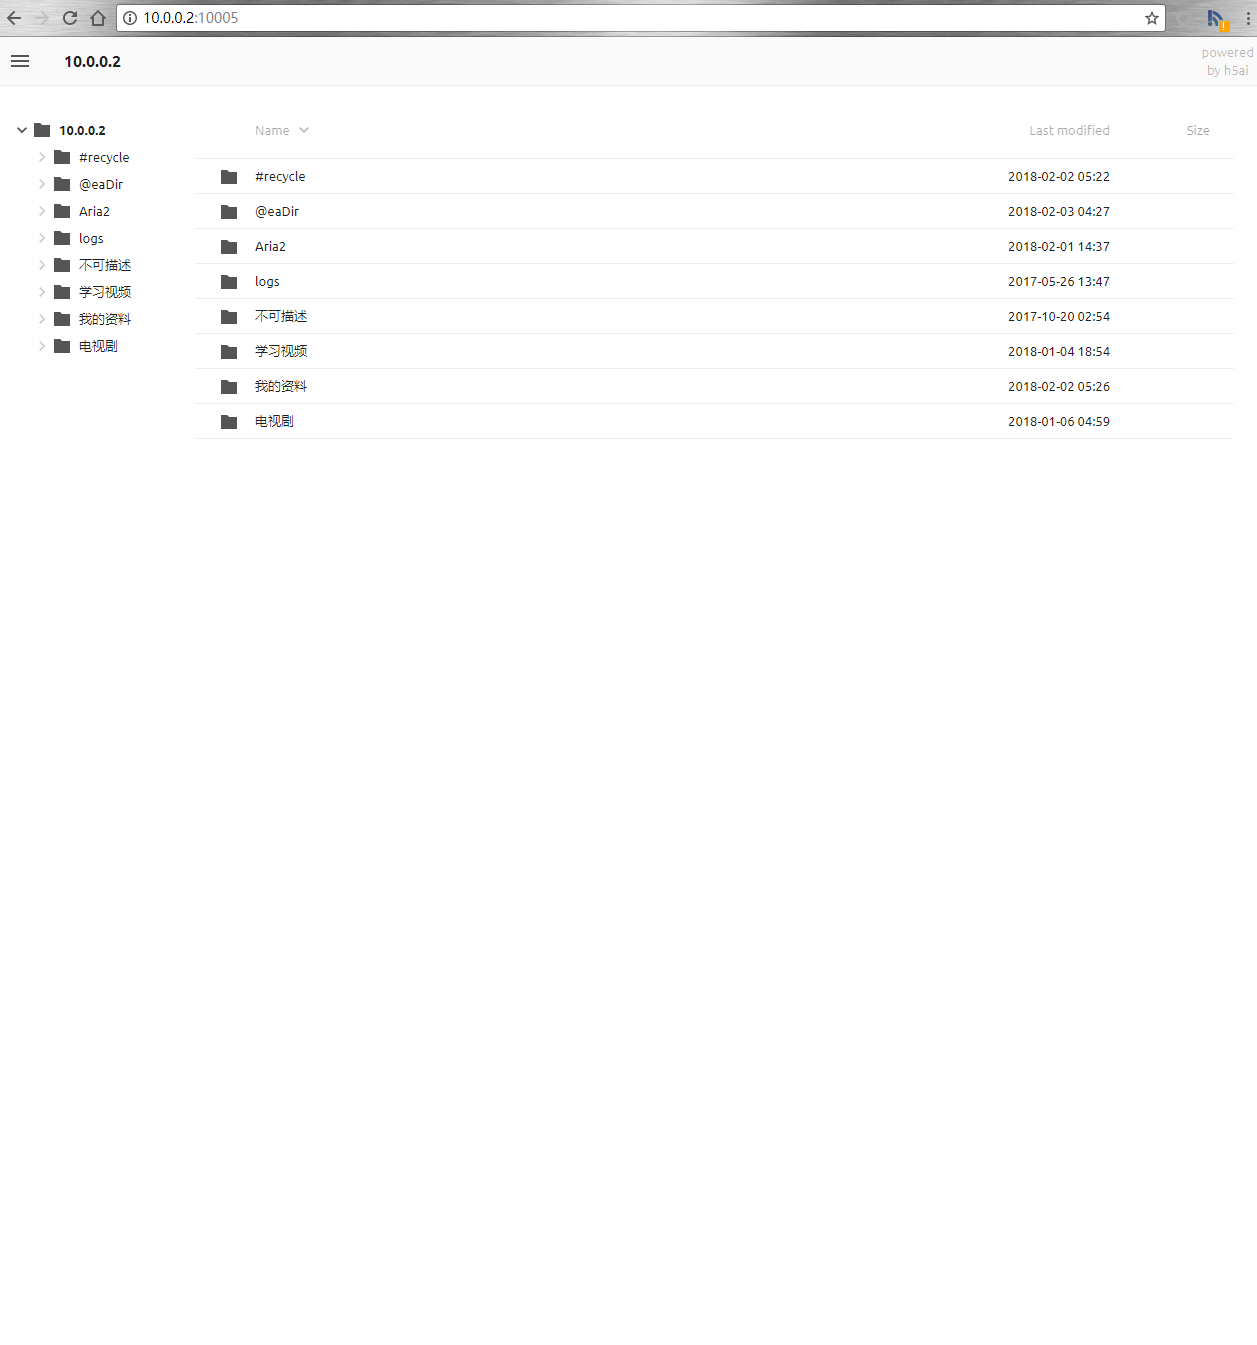 10.0.0.2:10005
10.0.0.2
powered
by h5ai
10.0.0.2
#recycle
@eaDir
Aria2
logs
不可描述
学习视频
我的资料
电视剧
Name Last modified Size
#recycle 2018-02-02 05:22
@eaDir 2018-02-03 04:27
Aria2 2018-02-01 14:37
logs 2017-05-26 13:47
不可描述 2017-10-20 02:54
学习视频 2018-01-04 18:54
我的资料 2018-02-02 05:26
电视剧 2018-01-06 04:59